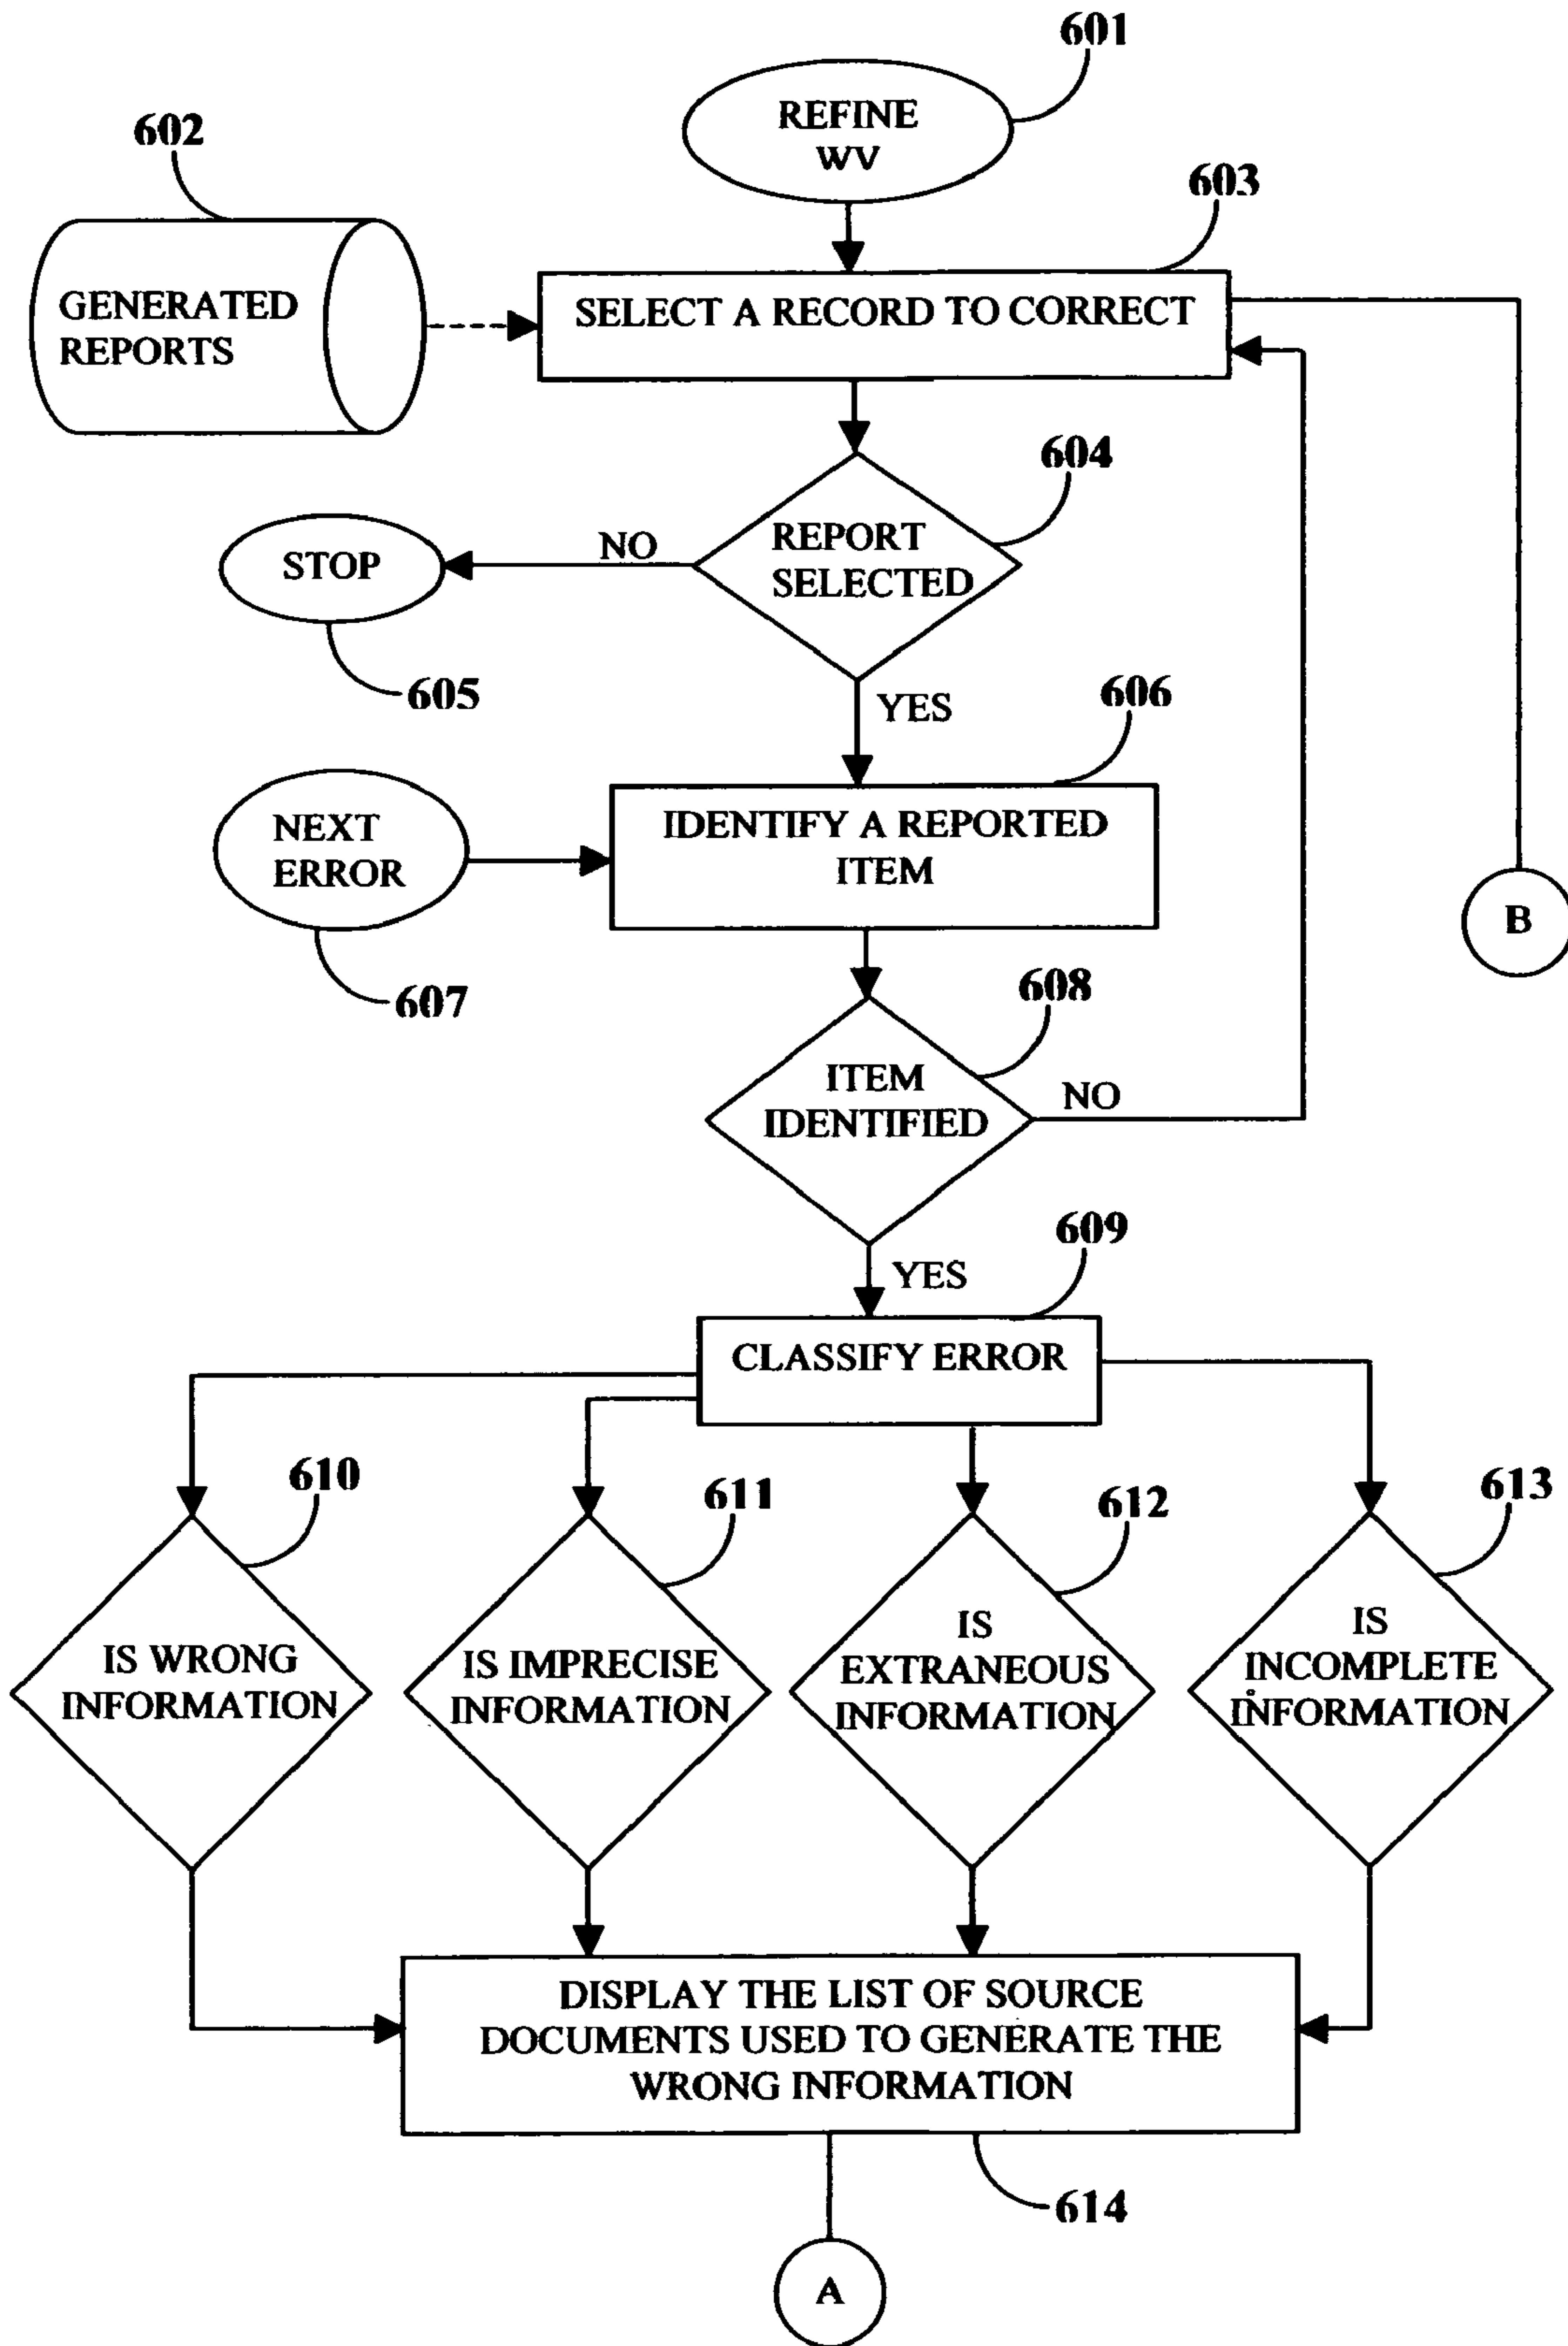 601
REFINE
WV
602
603
GENERATED
REPORTS
SELECT A RECORD TO CORRECT
604
REPORT
SELECTED
NO
STOP
605
YES
606
NEXT
ERROR
IDENTIFY A REPORTED
ITEM
B
607
608
ITEM
IDENTIFIED
NO
609
YES
CLASSIFY ERROR
610
611
612
613
IS WRONG
INFORMATION
IS IMPRECISE
INFORMATION
IS
EXTRANEOUS
INFORMATION
IS
INCOMPLETE
INFORMATION
DISPLAY THE LIST OF SOURCE
DOCUMENTS USED TO GENERATE THE
WRONG INFORMATION
614
A